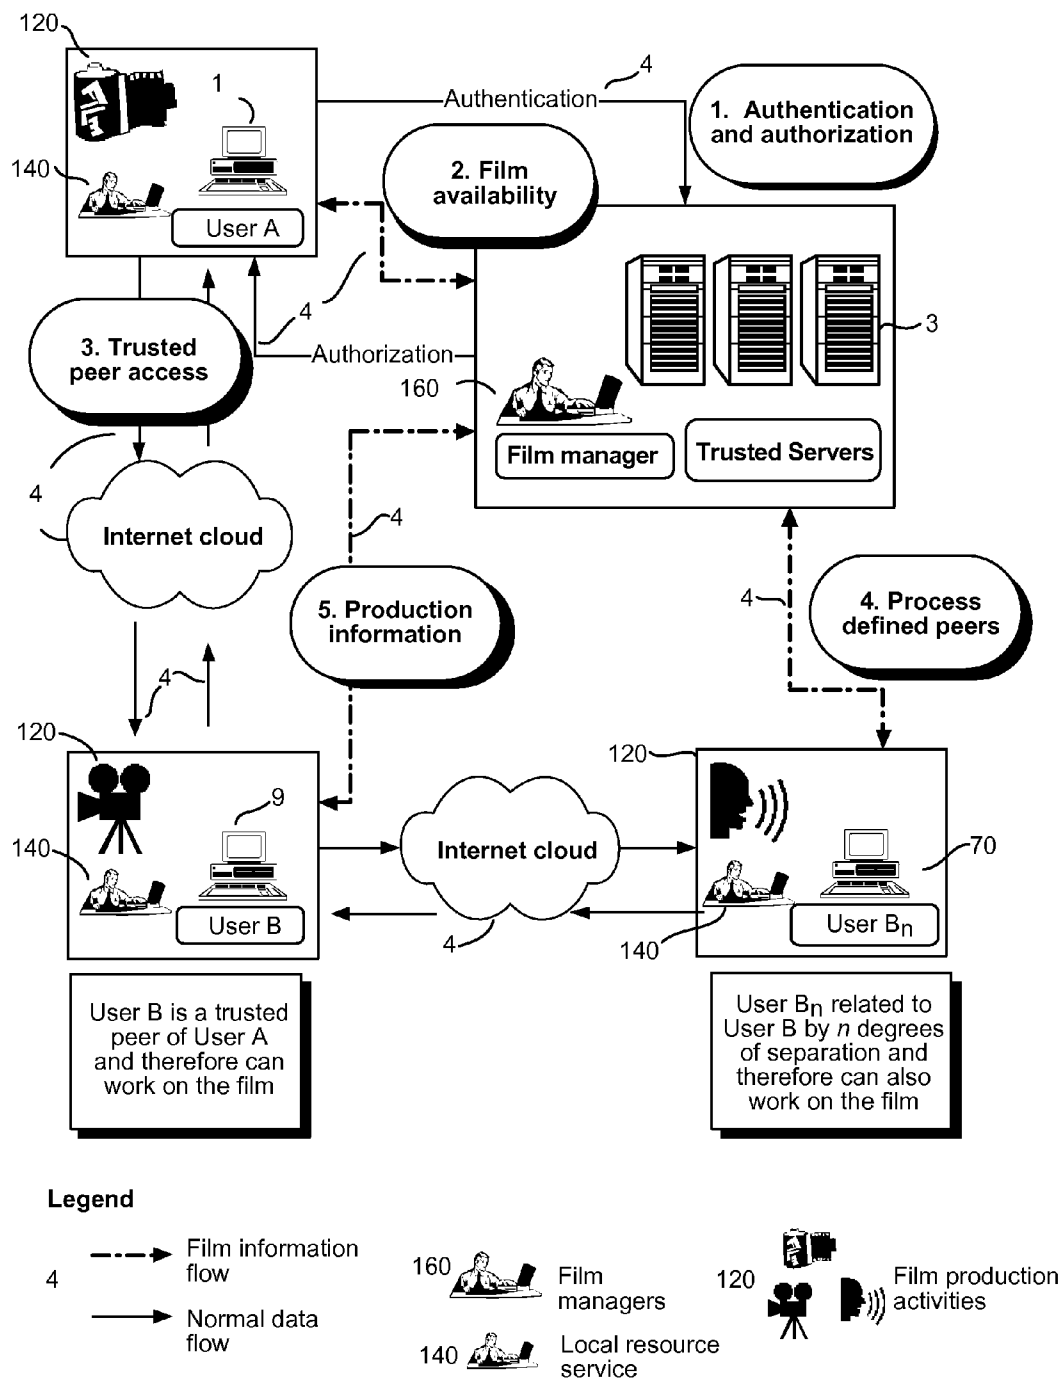 120
1
140
User A
4
Authentication
1. Authentication
and authorization
2. Film
availability
4
Authorization
3. Trusted
peer access
3
160
Film manager
Trusted Servers
4
Internet cloud
4
5. Production
information
4
4. Process
defined peers
4
120
9
140
User B
Internet cloud
4
120
70
140
User Bn
User B is a trusted
peer of User A
and therefore can
work on the film
User Bn related to
User B by n degrees
of separation and
therefore can also
work on the film
Legend
4
Film information
flow
Normal data
flow
160
Film
managers
140
Local resource
service
120
Film production
activities